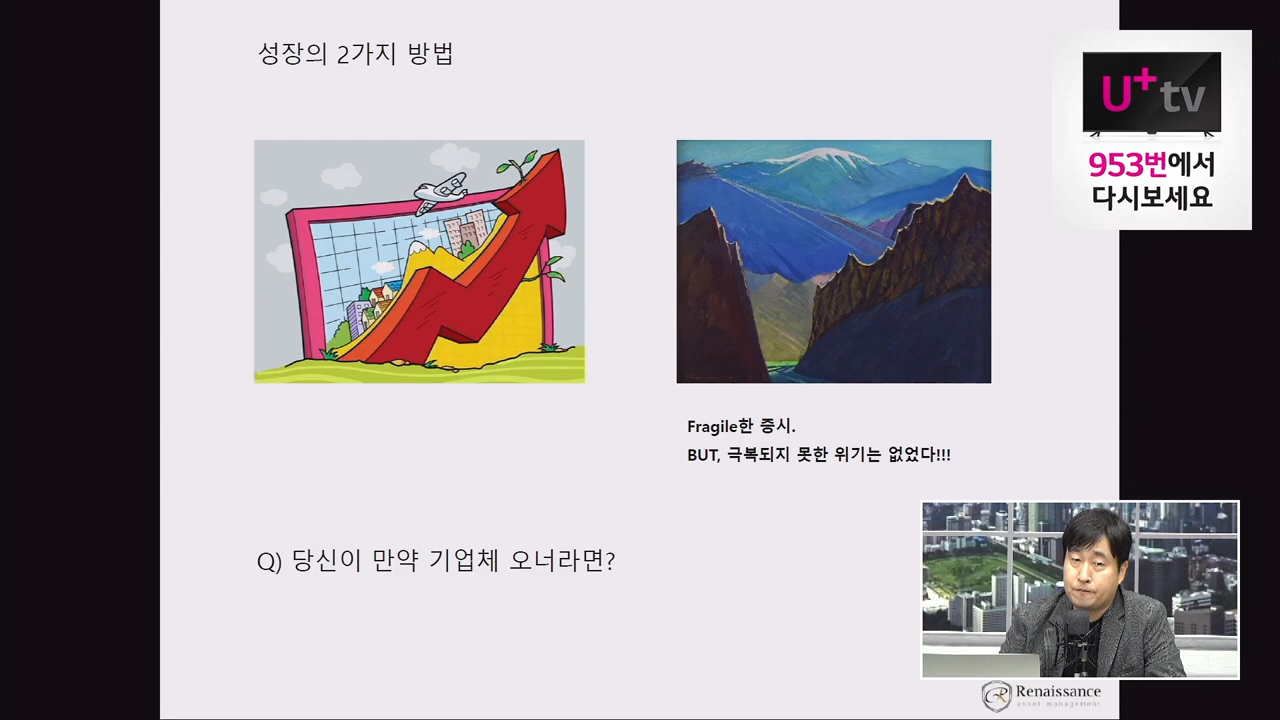 성장의 2가지 방법
U+tv
953번에서
다시보세요
Fragile한 증시.
BUT, 극복되지 못한 위기는 없었다!!!
Q) 당신이 만약 기업체 오너라면?
Renaissance
asset management